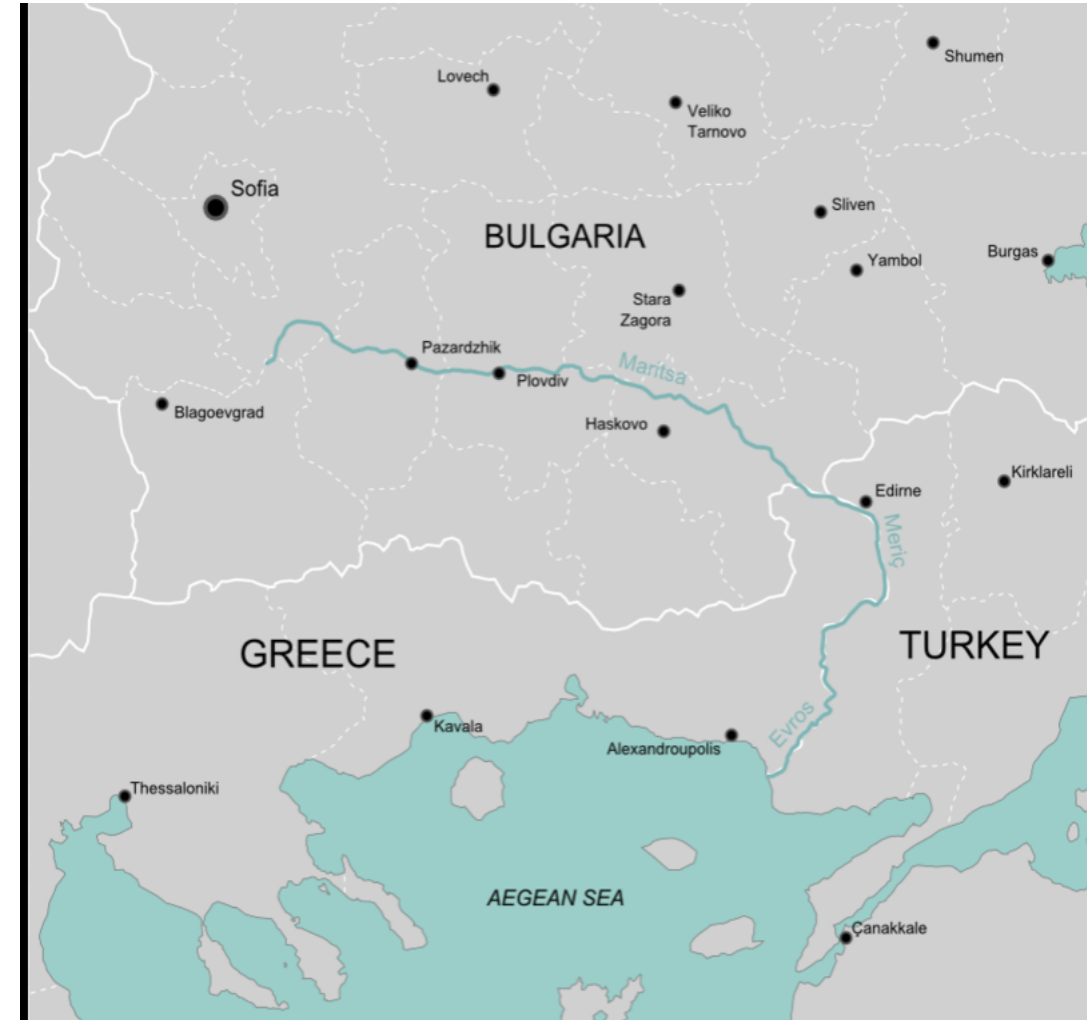 Shumen
Lovech
Veliko
Tarnovo
Sofia
Sliven
BULGARIA
Burgas
Yambol
Stara
Zagora
Pazardzhik
Maritsa
Plovdiv
Blagoevgrad
Haskovo
Kirklareli
Edirne
Meriç
GREECE
TURKEY
Evros
Kavala
Alexandroupolis
Thessaloniki
AEGEAN SEA
Çanakkale